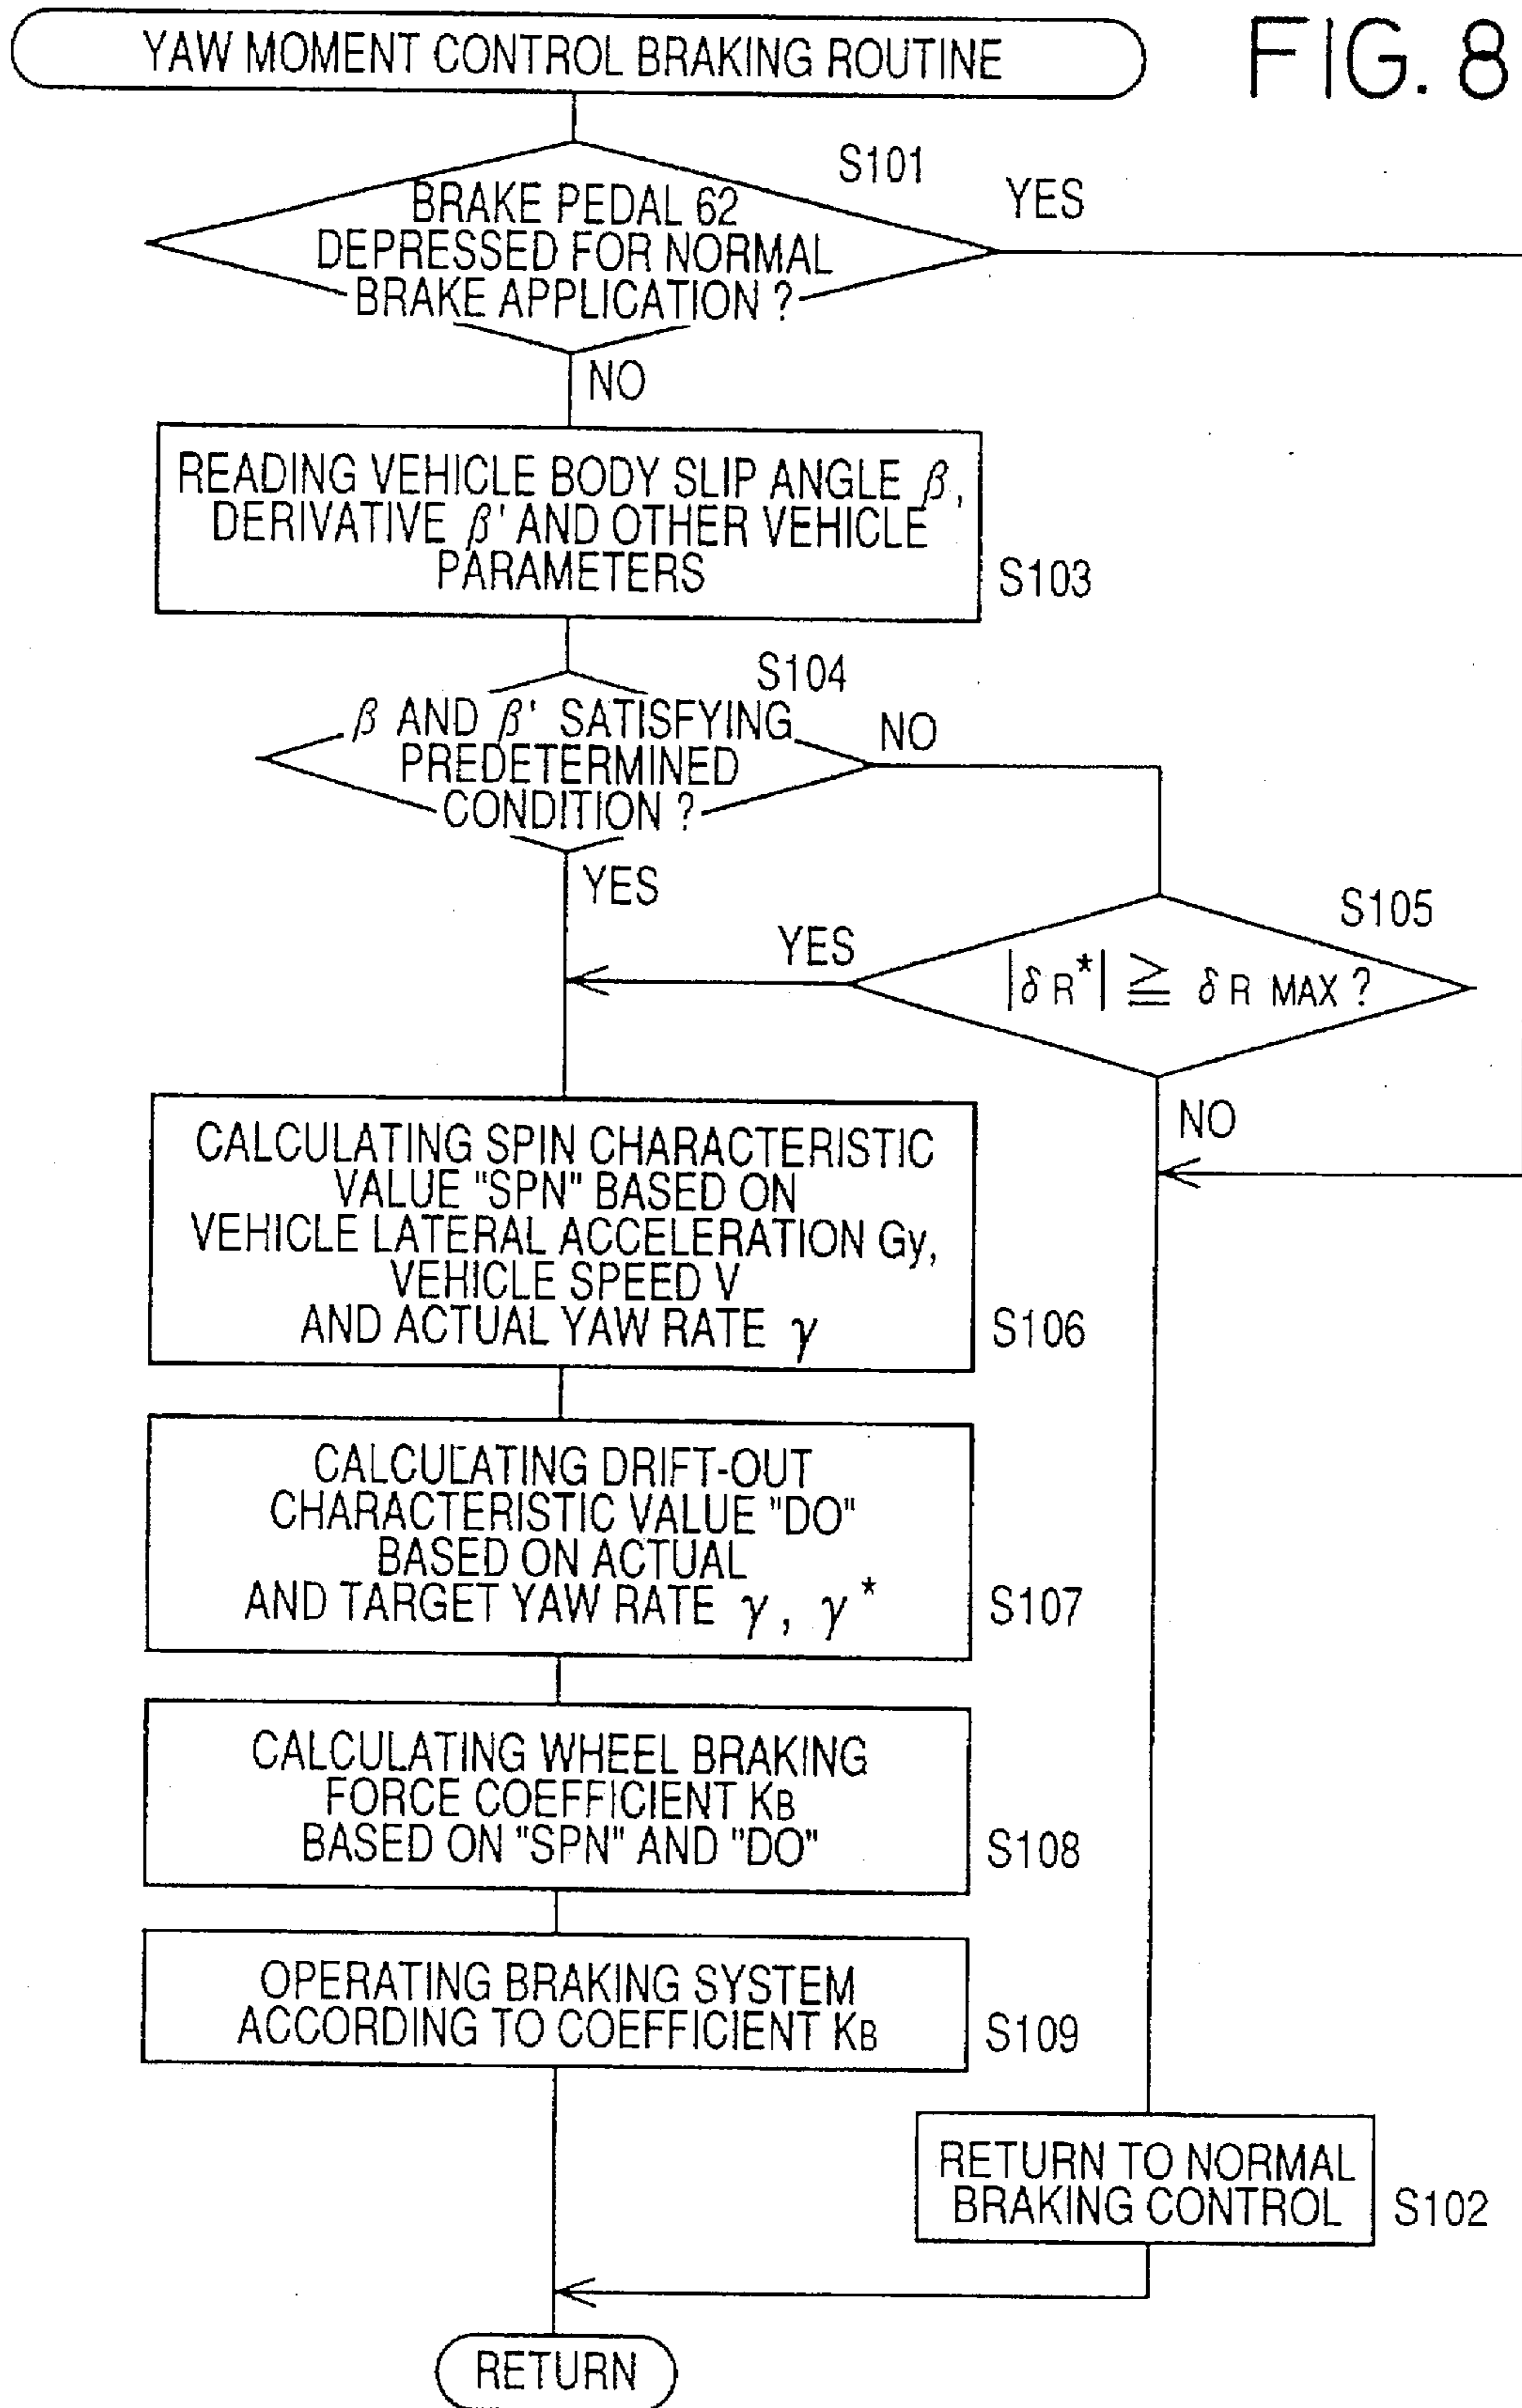 YAW MOMENT CONTROL BRAKING ROUTINE
FIG. 8
S101
BRAKE PEDAL 62
DEPRESSED FOR NORMAL
BRAKE APPLICATION ?
YES
NO
READING VEHICLE BODY SLIP ANGLE β,
DERIVATIVE β' AND OTHER VEHICLE
PARAMETERS
S103
S104
β AND β' SATISFYING
PREDETERMINED
CONDITION ?
NO
YES
S105
|δR*| ≧ δR MAX ?
YES
NO
CALCULATING SPIN CHARACTERISTIC
VALUE "SPN" BASED ON
VEHICLE LATERAL ACCELERATION Gy,
VEHICLE SPEED V
AND ACTUAL YAW RATE γ
S106
CALCULATING DRIFT-OUT
CHARACTERISTIC VALUE "DO"
BASED ON ACTUAL
AND TARGET YAW RATE γ, γ*
S107
CALCULATING WHEEL BRAKING
FORCE COEFFICIENT KB
BASED ON "SPN" AND "DO"
S108
OPERATING BRAKING SYSTEM
ACCORDING TO COEFFICIENT KB
S109
RETURN TO NORMAL
BRAKING CONTROL
S102
RETURN